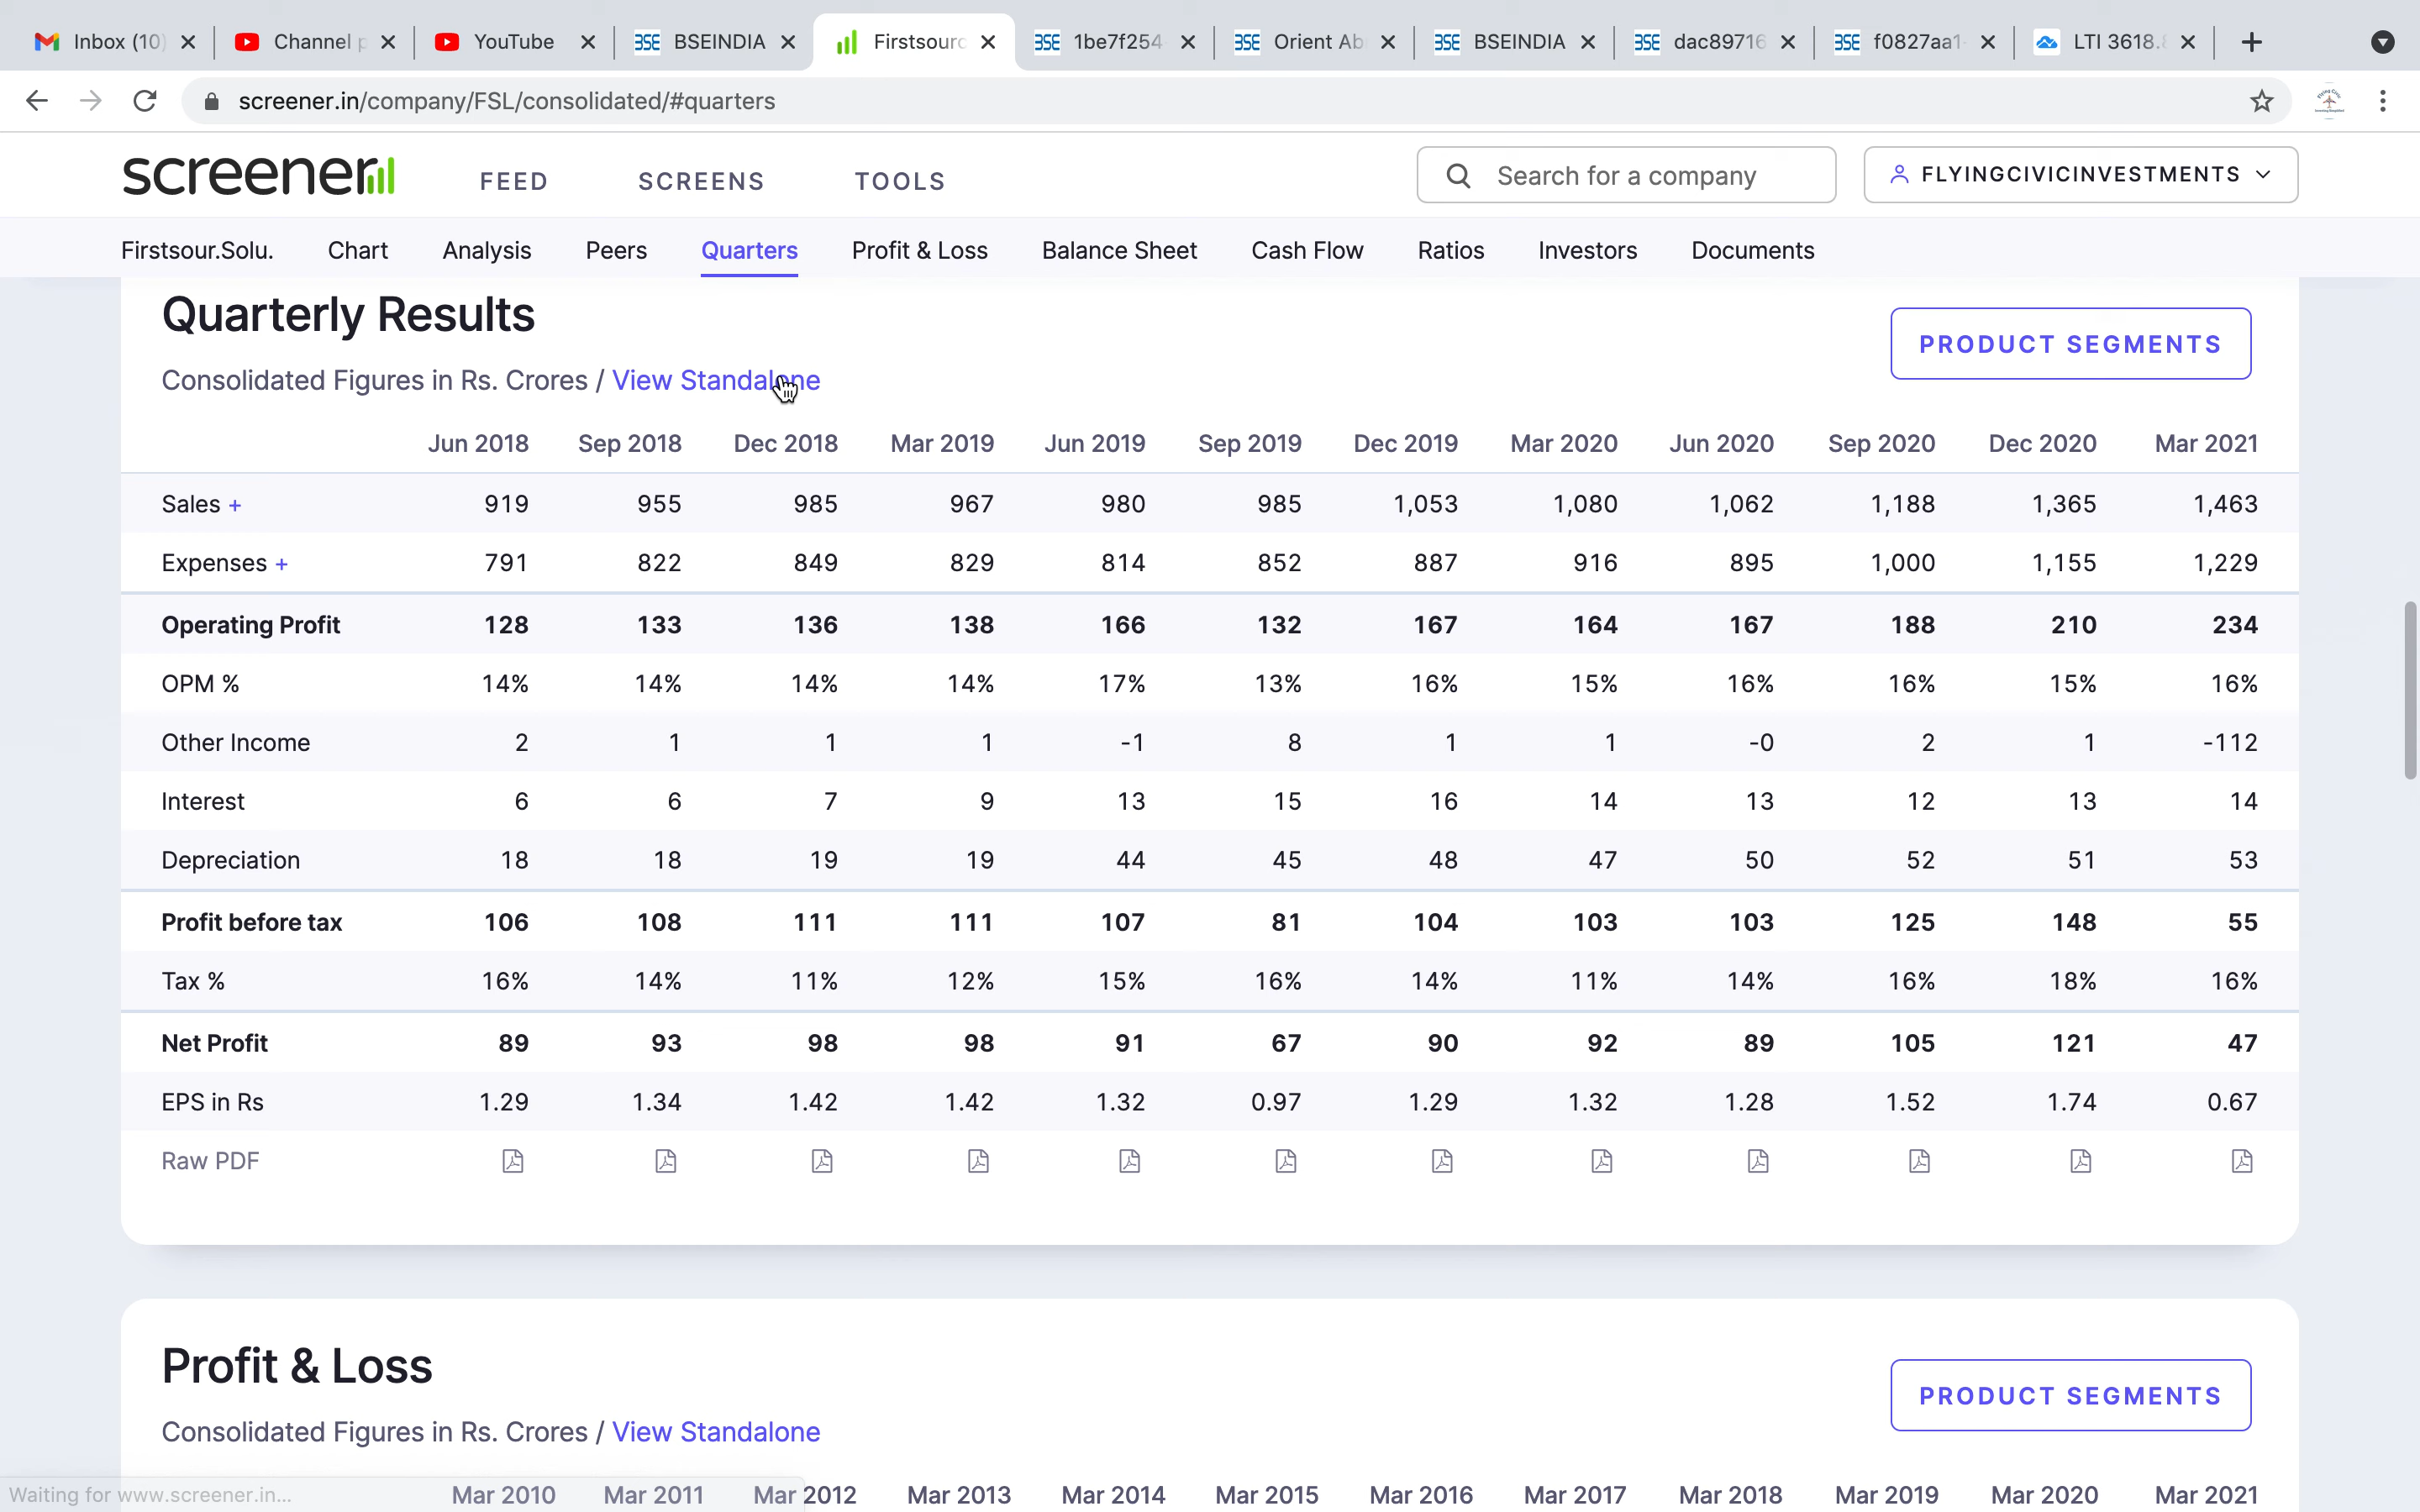 Inbox (10)
Channel p
YouTube
BSEINDIA
Firstsourc
1be7f254
Orient Ab
BSEINDIA
dac89716
f0827aa1-
LTI 3618.
screener.in/company/FSL/consolidated/#quarters
screener FEED SCREENS TOOLS Search for a company FLYINGCIVICINVESTMENTS
Firstsour.Solu. Chart Analysis Peers Quarters Profit & Loss Balance Sheet Cash Flow Ratios Investors Documents
Quarterly Results
PRODUCT SEGMENTS
Consolidated Figures in Rs. Crores / View Standalone
Jun 2018 Sep 2018 Dec 2018 Mar 2019 Jun 2019 Sep 2019 Dec 2019 Mar 2020 Jun 2020 Sep 2020 Dec 2020 Mar 2021
Sales + 919 955 985 967 980 985 1,053 1,080 1,062 1,188 1,365 1,463
Expenses + 791 822 849 829 814 852 887 916 895 1,000 1,155 1,229
Operating Profit 128 133 136 138 166 132 167 164 167 188 210 234
OPM % 14% 14% 14% 14% 17% 13% 16% 15% 16% 16% 15% 16%
Other Income 2 1 1 1 -1 8 1 1 -0 2 1 -112
Interest 6 6 7 9 13 15 16 14 13 12 13 14
Depreciation 18 18 19 19 44 45 48 47 50 52 51 53
Profit before tax 106 108 111 111 107 81 104 103 103 125 148 55
Tax % 16% 14% 11% 12% 15% 16% 14% 11% 14% 16% 18% 16%
Net Profit 89 93 98 98 91 67 90 92 89 105 121 47
EPS in Rs 1.29 1.34 1.42 1.42 1.32 0.97 1.29 1.32 1.28 1.52 1.74 0.67
Raw PDF
Profit & Loss
PRODUCT SEGMENTS
Consolidated Figures in Rs. Crores / View Standalone
Waiting for www.screener.in...
Mar 2010 Mar 2011 Mar 2012 Mar 2013 Mar 2014 Mar 2015 Mar 2016 Mar 2017 Mar 2018 Mar 2019 Mar 2020 Mar 2021